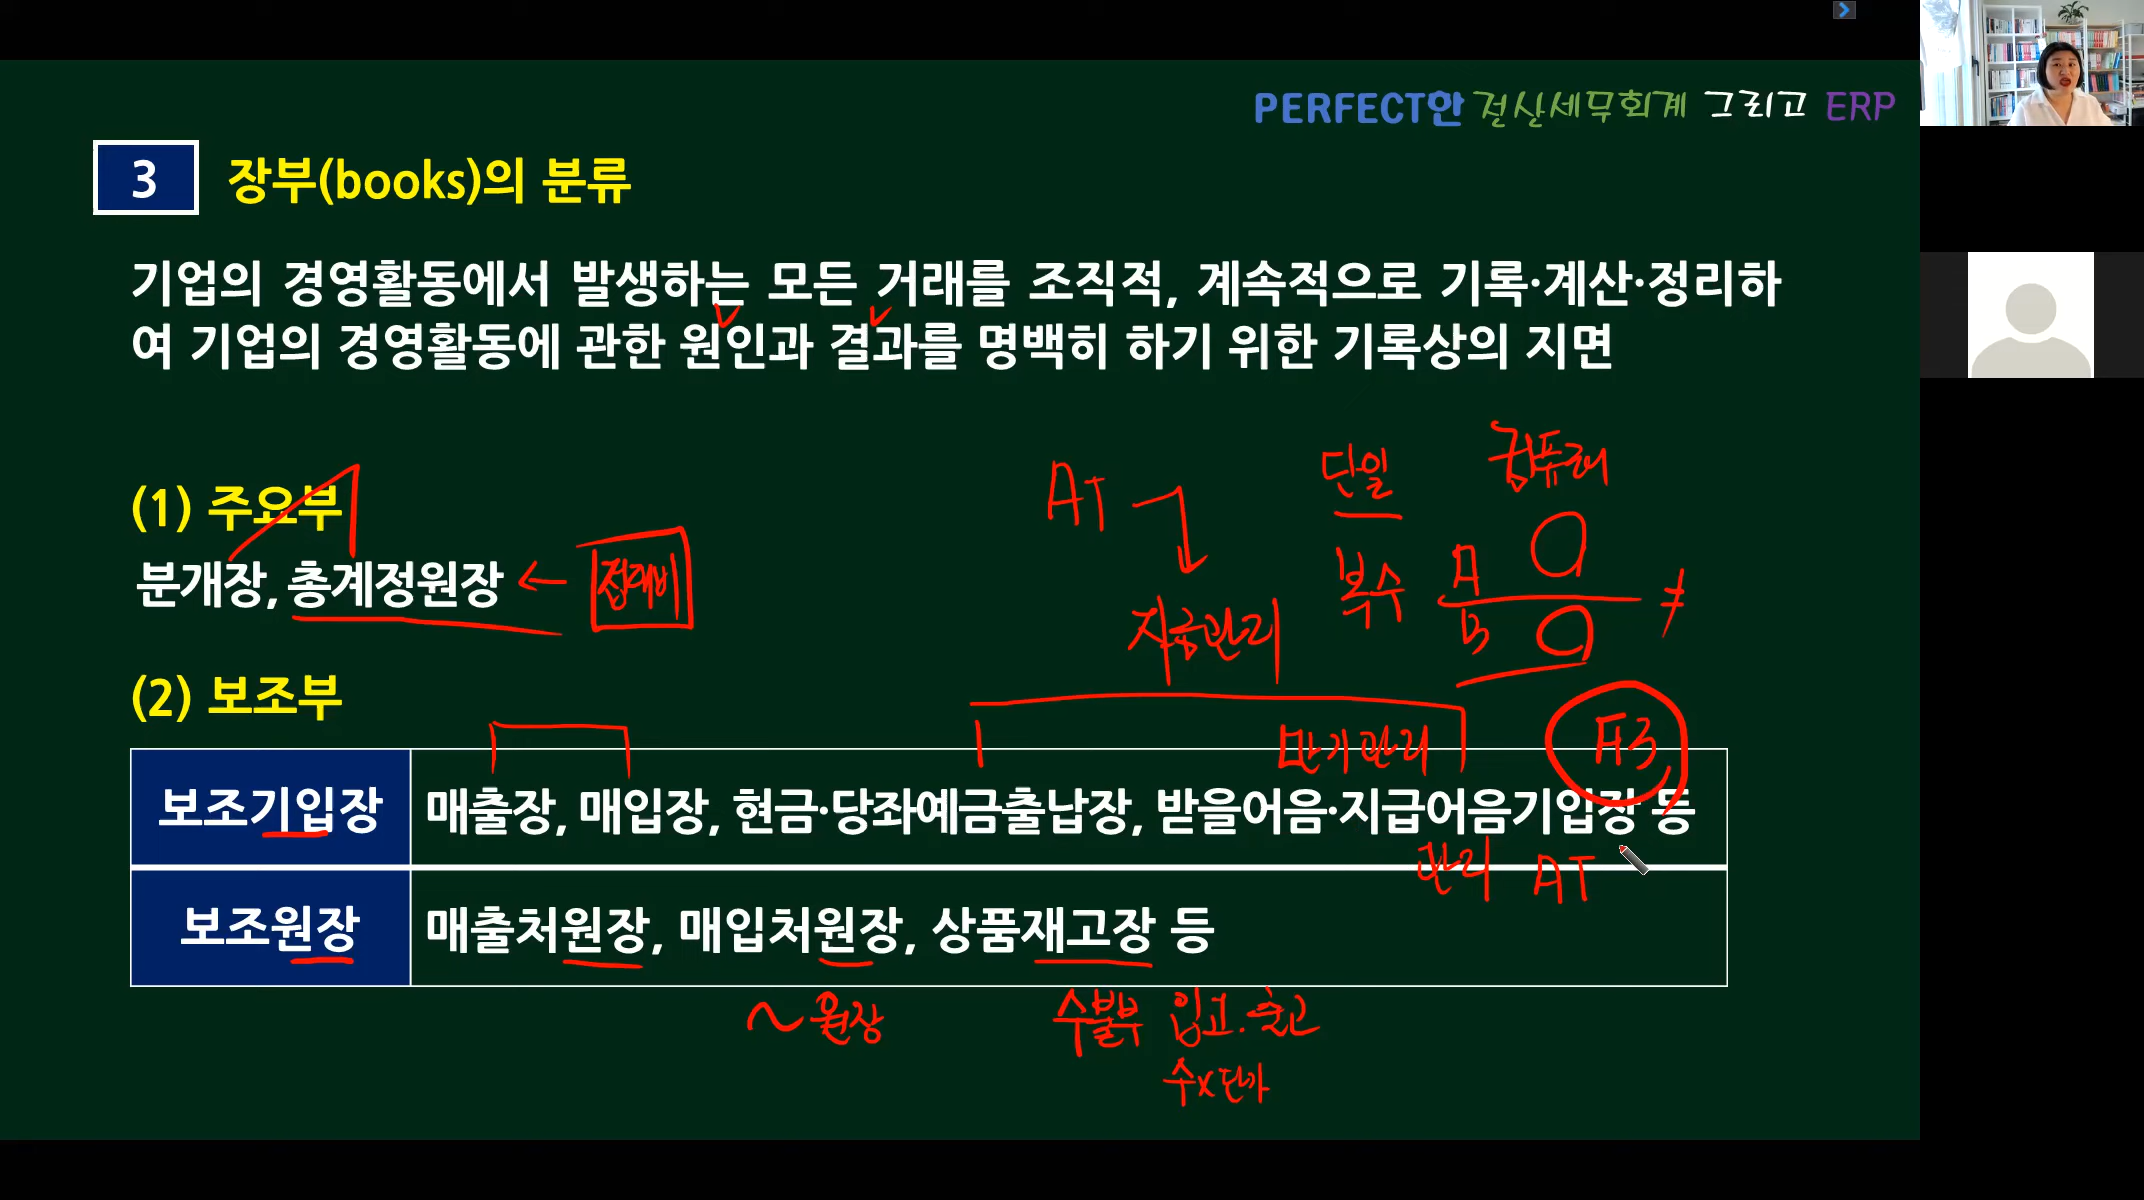 PERFECT한 전산세무회계 그리고 ERP
3 장부(books)의 분류
기업의 경영활동에서 발생하는 모든 거래를 조직적, 계속적으로 기록·계산·정리하
여 기업의 경영활동에 관한 원인과 결과를 명백히 하기 위한 기록상의 지면
단일 컴퓨터
AT
(1) 주요부
분개장, 총계정원장
복수 A
B
≠
자금관리
(2) 보조부
만기관리
F3
보조기입장 매출장, 매입장, 현금·당좌예금출납장, 받을어음·지급어음기입장 등
관리 AT
보조원장 매출처원장, 매입처원장, 상품재고장 등
~원장 수불부 입고.출고
수x단가